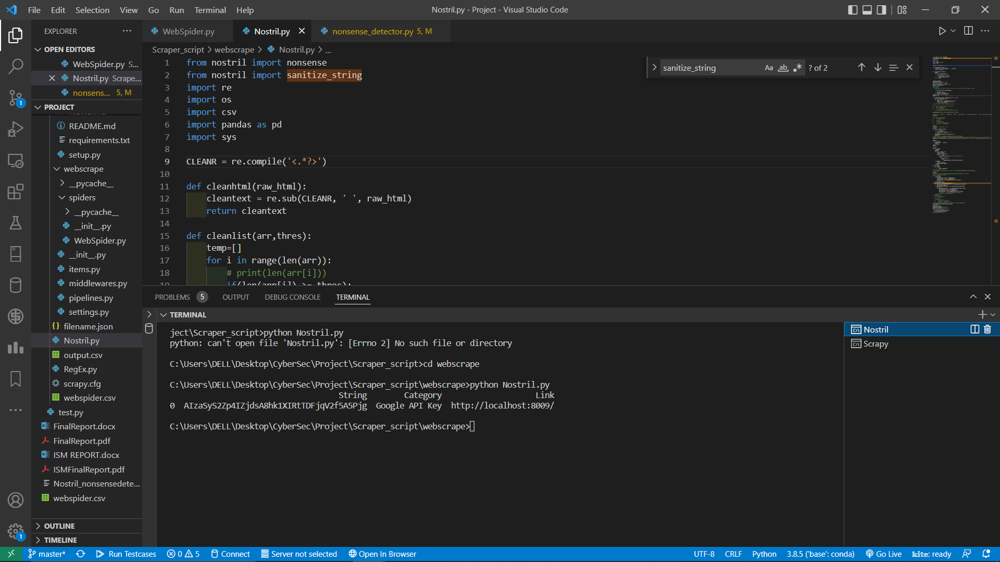 File Edit Selection View Go Run Terminal Help
Nostril.py - Project - Visual Studio Code
EXPLORER
WebSpider.py
Nostril.py
nonsense_detector.py 5, M
OPEN EDITORS
WebSpider.py S...
Nostril.py Scrape...
nonsens... 5, M
PROJECT
README.md
requirements.txt
setup.py
webscrape
__pycache__
spiders
__pycache__
__init__.py
WebSpider.py
__init__.py
items.py
middlewares.py
pipelines.py
settings.py
filename.json
Nostril.py
output.csv
RegEx.py
scrapy.cfg
webspider.csv
test.py
FinalReport.docx
FinalReport.pdf
ISM REPORT.docx
ISMFinalReport.pdf
Nostril_nonsensedete...
webspider.csv
OUTLINE
TIMELINE
1
1
Scraper_script > webscrape > Nostril.py > ...
sanitize_string Aa ab ? of 2
1 from nostril import nonsense
2 from nostril import sanitize_string
3 import re
4 import os
5 import csv
6 import pandas as pd
7 import sys
8
9 CLEANR = re.compile('<.*?>')
10
11 def cleanhtml(raw_html):
12 cleantext = re.sub(CLEANR, ' ', raw_html)
13 return cleantext
14
15 def cleanlist(arr,thres):
16 temp=[]
17 for i in range(len(arr)):
18 # print(len(arr[i]))
19 if(len(arr[i]) >= thres):
PROBLEMS 5 OUTPUT DEBUG CONSOLE TERMINAL
TERMINAL
ject\Scraper_script>python Nostril.py
python: can't open file 'Nostril.py': [Errno 2] No such file or directory
C:\Users\DELL\Desktop\CyberSec\Project\Scraper_script>cd webscrape
C:\Users\DELL\Desktop\CyberSec\Project\Scraper_script\webscrape>python Nostril.py
String Category Link
0 AIzaSyS2Zp4IZjdsA8hk1XIRtTDFjqV2f5A5Pjg Google API Key http://localhost:8009/
C:\Users\DELL\Desktop\CyberSec\Project\Scraper_script\webscrape>
Nostril
Scrapy
master* Run Testcases 0 5 Connect Server not selected Open In Browser
UTF-8 CRLF Python 3.8.5 ('base': conda) Go Live kite: ready